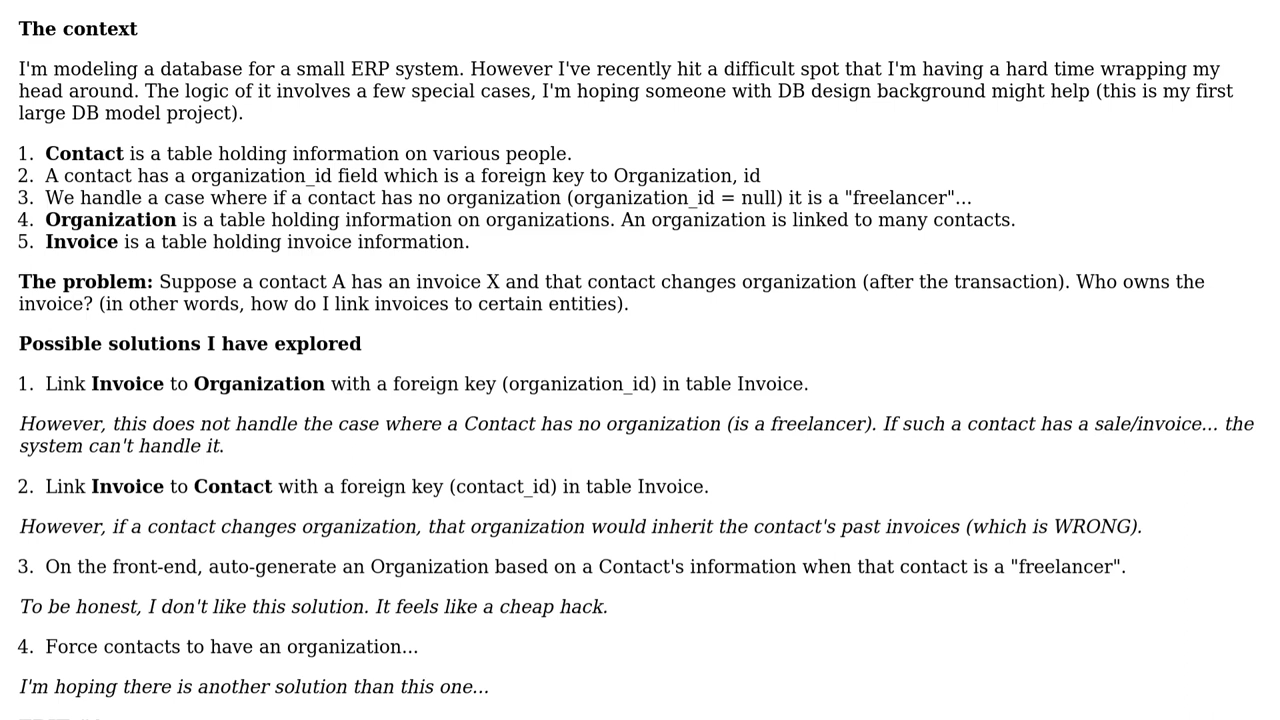 The context
I'm modeling a database for a small ERP system. However I've recently hit a difficult spot that I'm having a hard time wrapping my
head around. The logic of it involves a few special cases, I'm hoping someone with DB design background might help (this is my first
large DB model project).
1. Contact is a table holding information on various people.
2. A contact has a organization_id field which is a foreign key to Organization, id
3. We handle a case where if a contact has no organization (organization_id = null) it is a "freelancer"...
4. Organization is a table holding information on organizations. An organization is linked to many contacts.
5. Invoice is a table holding invoice information.
The problem: Suppose a contact A has an invoice X and that contact changes organization (after the transaction). Who owns the
invoice? (in other words, how do I link invoices to certain entities).
Possible solutions I have explored
1. Link Invoice to Organization with a foreign key (organization_id) in table Invoice.
However, this does not handle the case where a Contact has no organization (is a freelancer). If such a contact has a sale/invoice... the
system can't handle it.
2. Link Invoice to Contact with a foreign key (contact_id) in table Invoice.
However, if a contact changes organization, that organization would inherit the contact's past invoices (which is WRONG).
3. On the front-end, auto-generate an Organization based on a Contact's information when that contact is a "freelancer".
To be honest, I don't like this solution. It feels like a cheap hack.
4. Force contacts to have an organization...
I'm hoping there is another solution than this one...